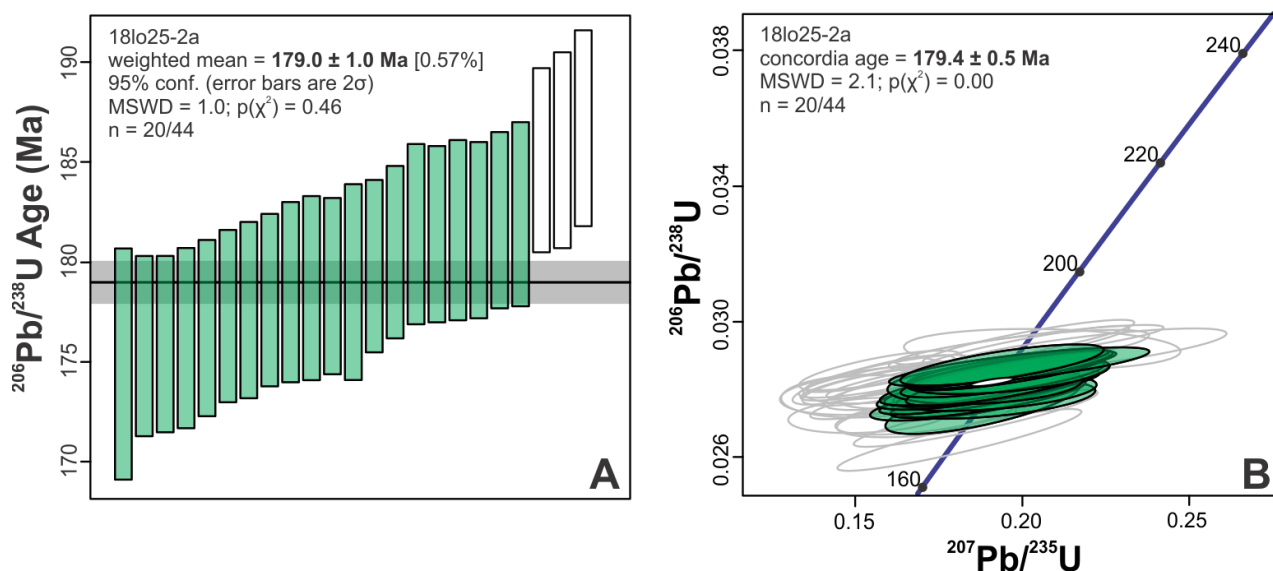 18lo25-2a
weighted mean = 179.0 ± 1.0 Ma [0.57%]
95% conf. (error bars are 2σ)
MSWD = 1.0; p(χ²) = 0.46
n = 20/44
²⁰⁶Pb/²³⁸U Age (Ma)
190
185
180
175
170
A
18lo25-2a
concordia age = 179.4 ± 0.5 Ma
MSWD = 2.1; p(χ²) = 0.00
n = 20/44
²⁰⁶Pb/²³⁸U
0.038
0.034
0.030
0.026
240
220
200
160
B
0.15
0.20
0.25
²⁰⁷Pb/²³⁵U